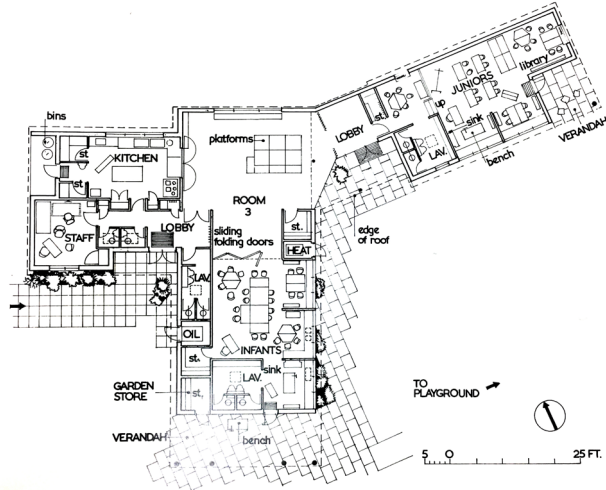 library
JUNIORS
bins
up
st.
sink
LOBBY
VERANDAH
st.
KITCHEN
platforms
LAV.
bench
st.
ROOM
3
STAFF
LOBBY
sliding
folding doors
st.
edge
of roof
HEAT
LAV.
OIL
INFANTS
st.
sink
LAV.
GARDEN
STORE
st.
TO
PLAYGROUND
VERANDAH
bench
5 0 25 FT.